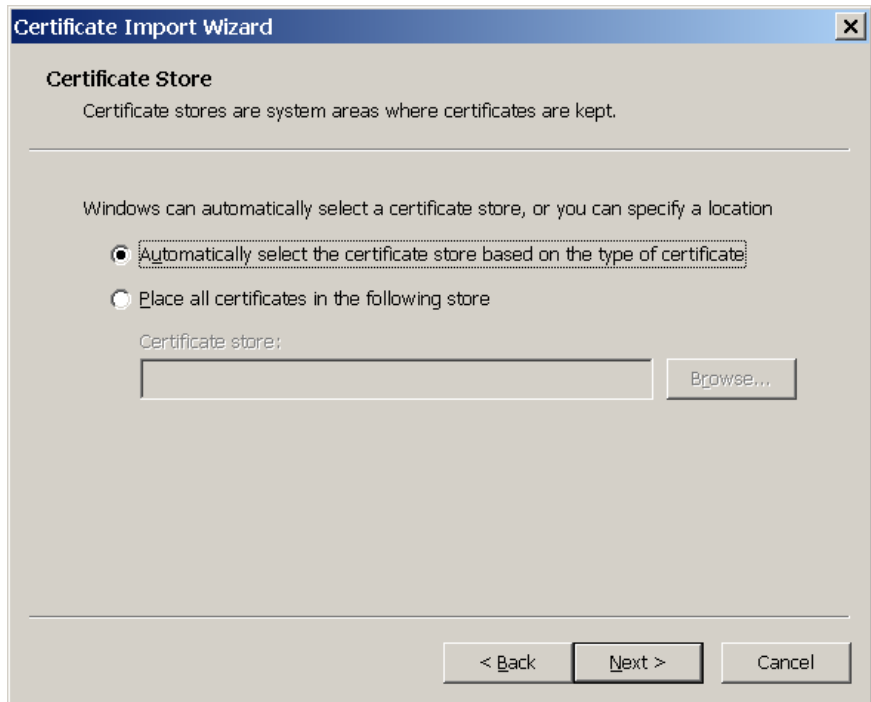 Certificate Import Wizard
Certificate Store
Certificate stores are system areas where certificates are kept.
Windows can automatically select a certificate store, or you can specify a location
Automatically select the certificate store based on the type of certificate
Place all certificates in the following store
Certificate store:
Browse...
< Back Next > Cancel